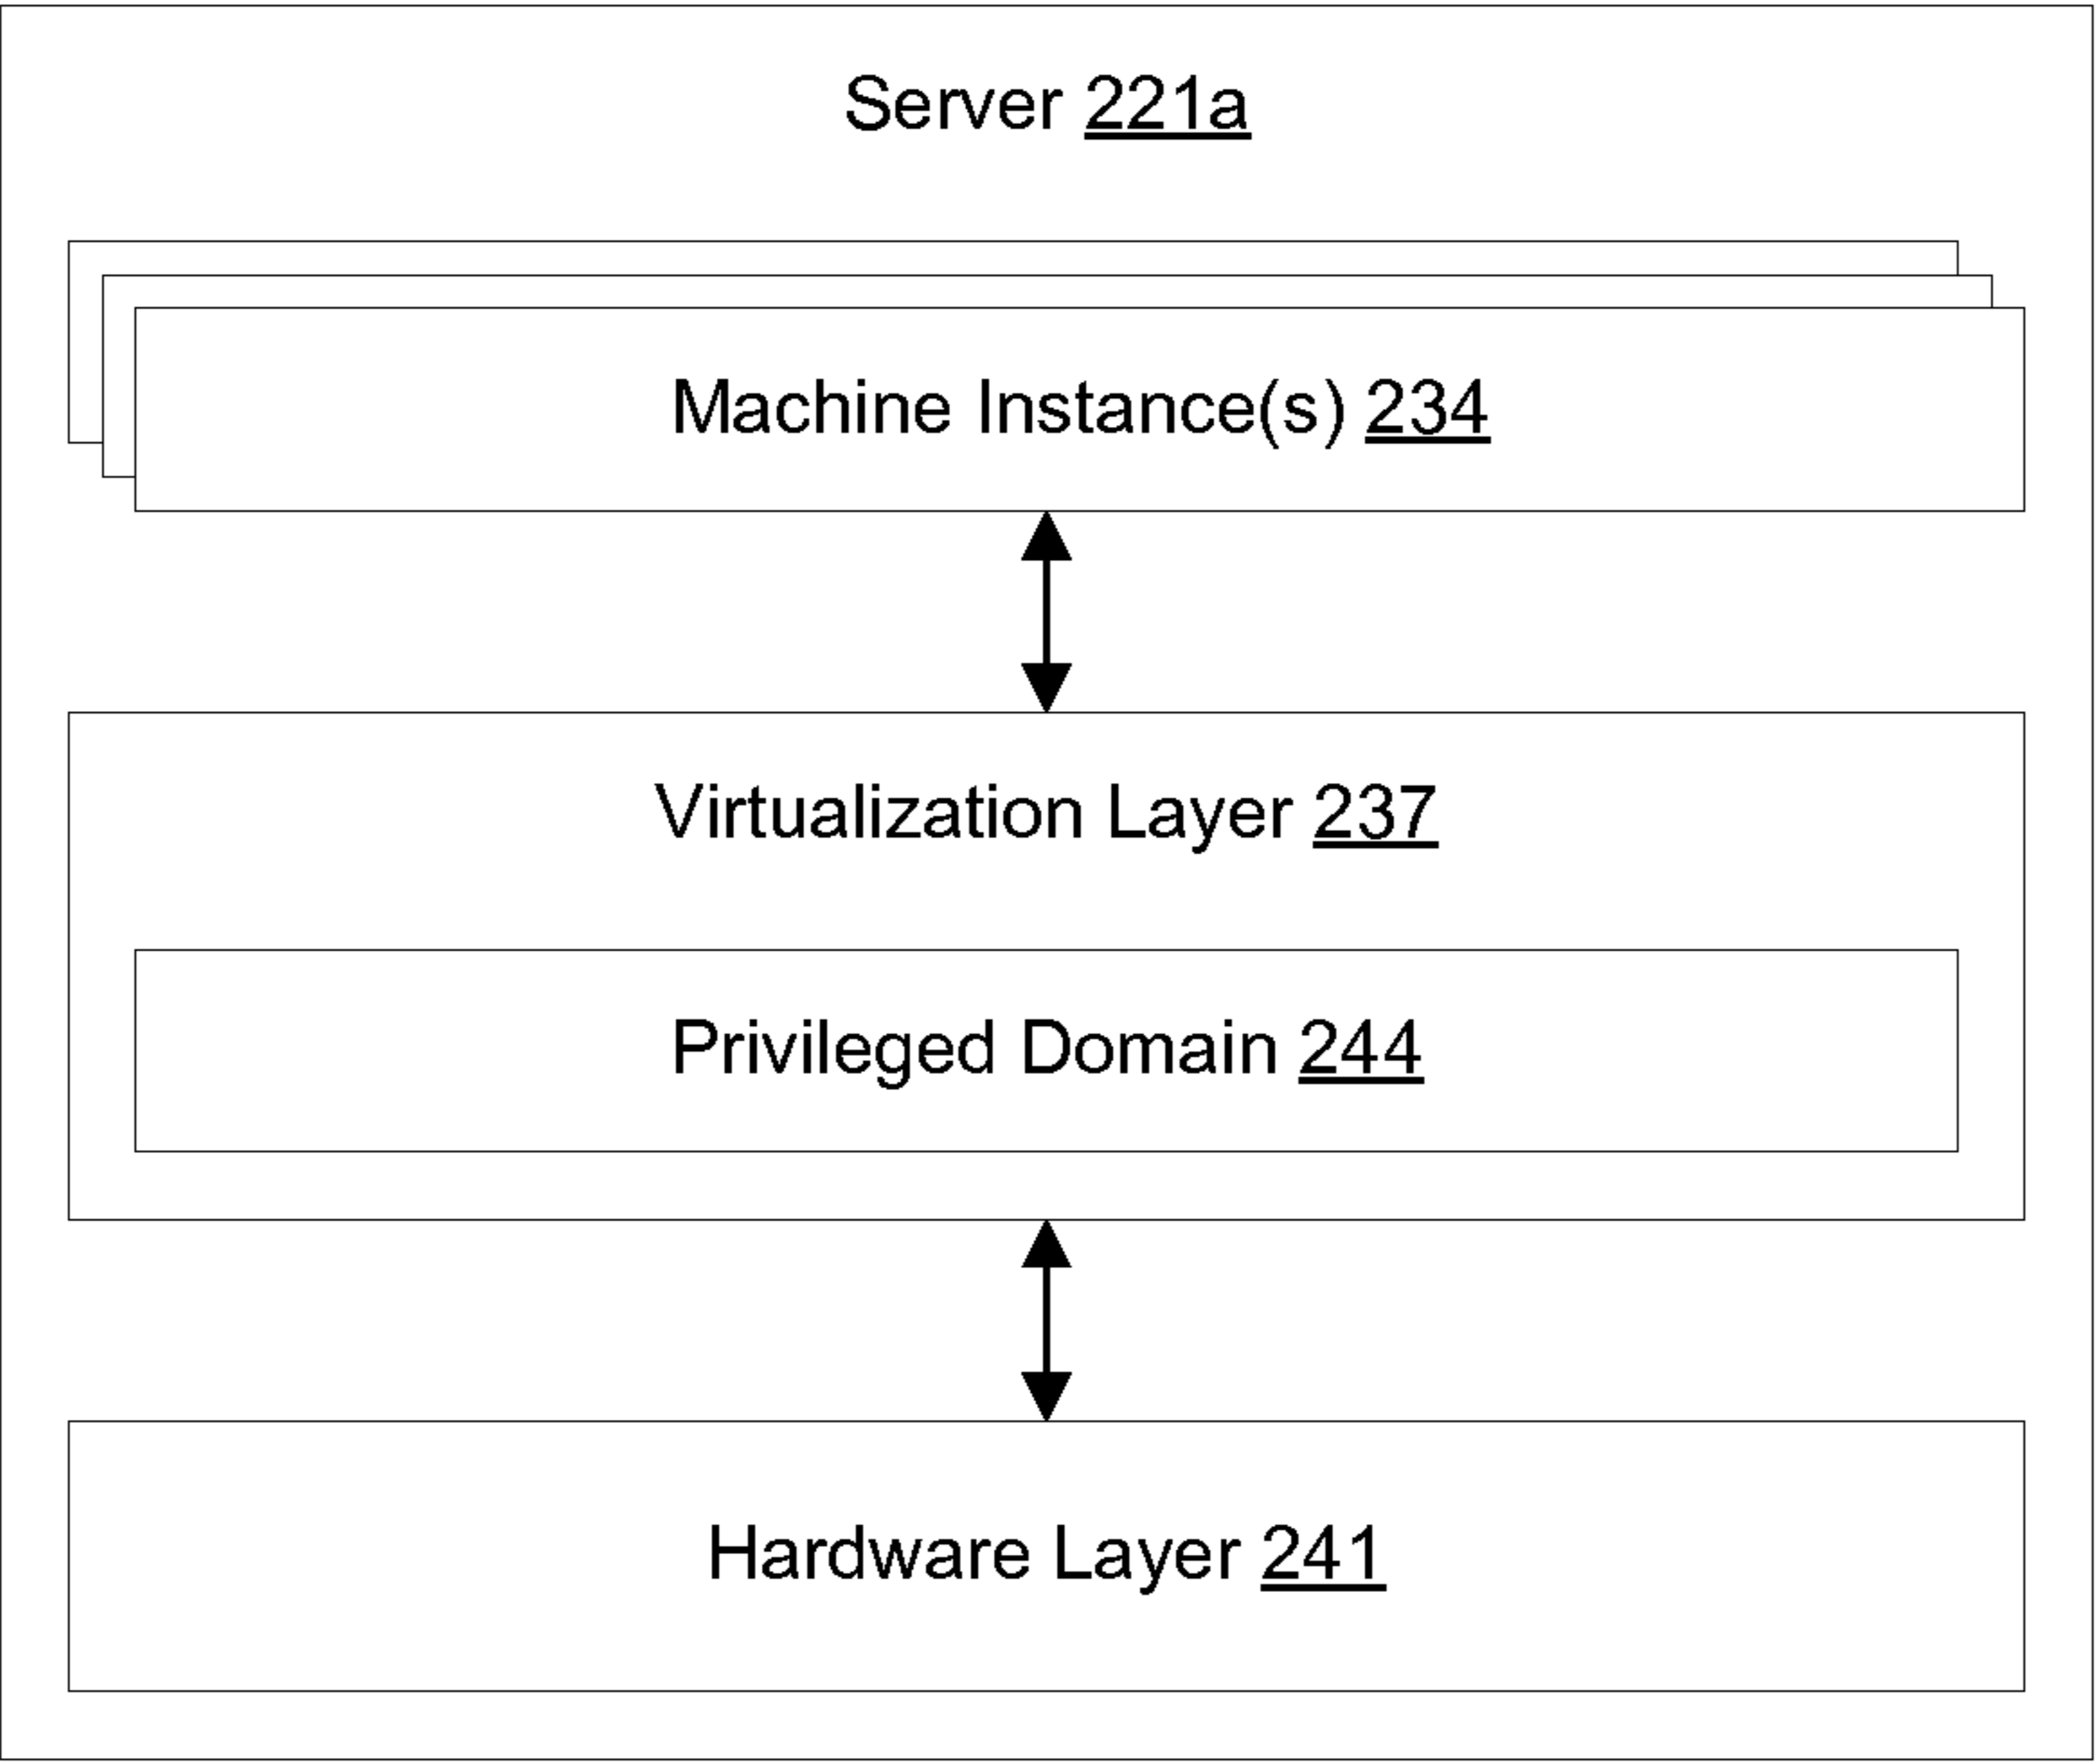 Server 221a
Machine Instance(s) 234
Virtualization Layer 237
Privileged Domain 244
Hardware Layer 241